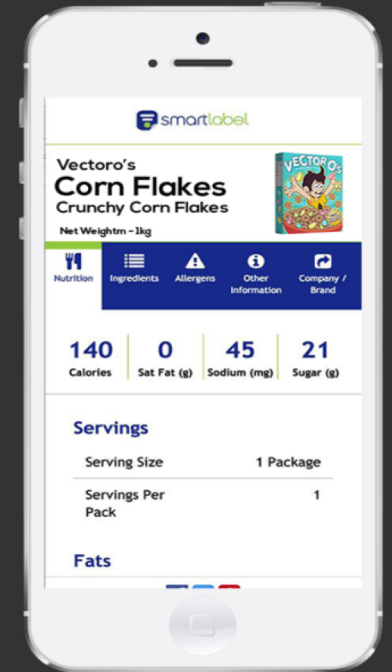 smartlabel
Vectoro's
Corn Flakes
Crunchy Corn Flakes
Net Weightm - 1kg
VECTOR O'S
Nutrition
Ingredients
Allergens
Other
Information
Company /
Brand
140
Calories
0
Sat Fat (g)
45
Sodium (mg)
21
Sugar (g)
Servings
Serving Size 1 Package
Servings Per 1
Pack
Fats